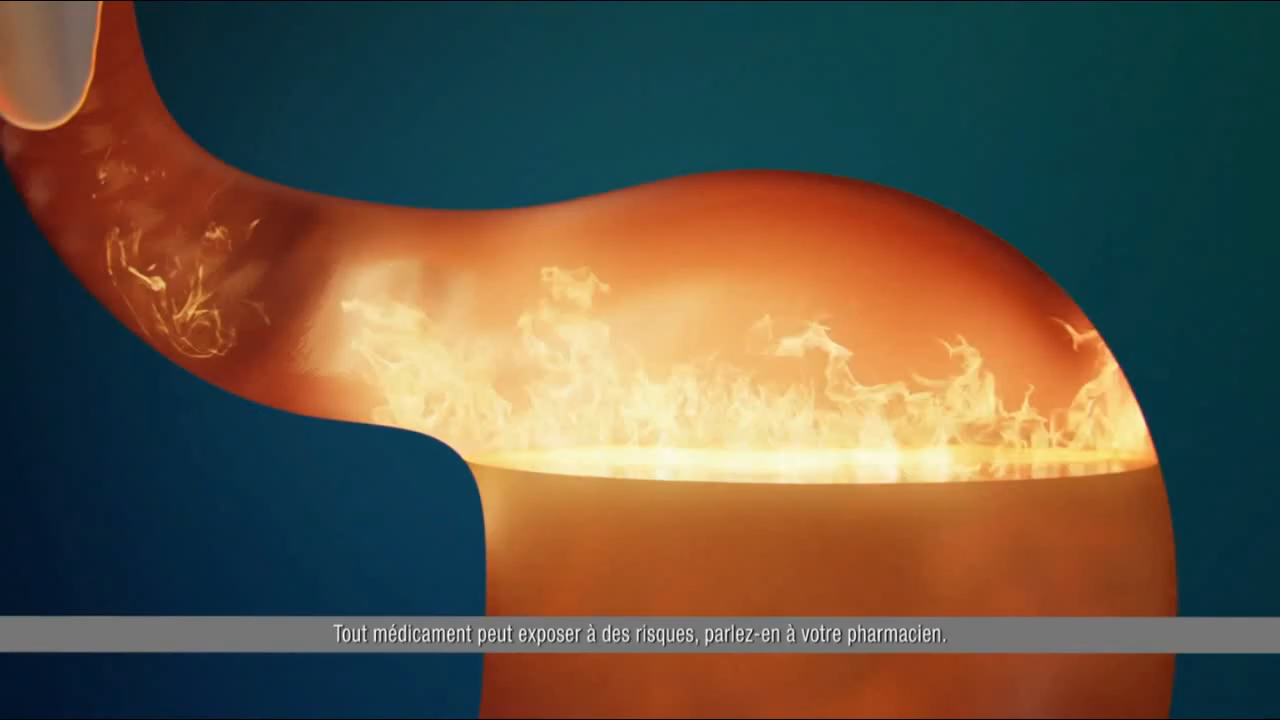 Tout médicament peut exposer à des risques, parlez-en à votre pharmacien.